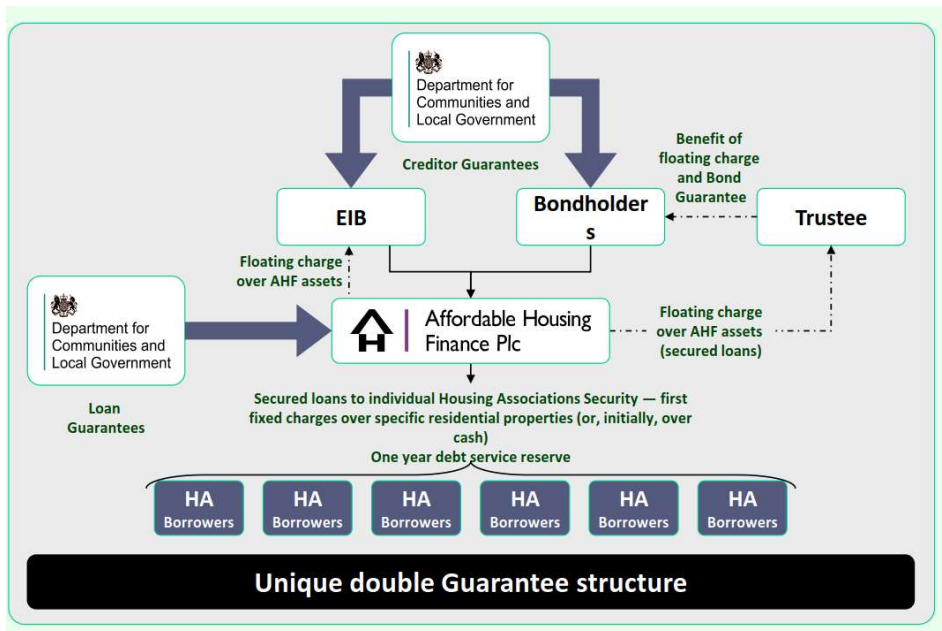 Department for
Communities and
Local Government
Creditor Guarantees
Benefit of
floating charge
and Bond
Guarantee
EIB
Bondholder
s
Trustee
Floating charge
over AHF assets
Department for
Communities and
Local Government
Affordable Housing
Finance Plc
Floating charge
over AHF assets
(secured loans)
Loan
Guarantees
Secured loans to individual Housing Associations Security — first
fixed charges over specific residential properties (or, initially, over
cash)
One year debt service reserve
HA
Borrowers
HA
Borrowers
HA
Borrowers
HA
Borrowers
HA
Borrowers
HA
Borrowers
Unique double Guarantee structure